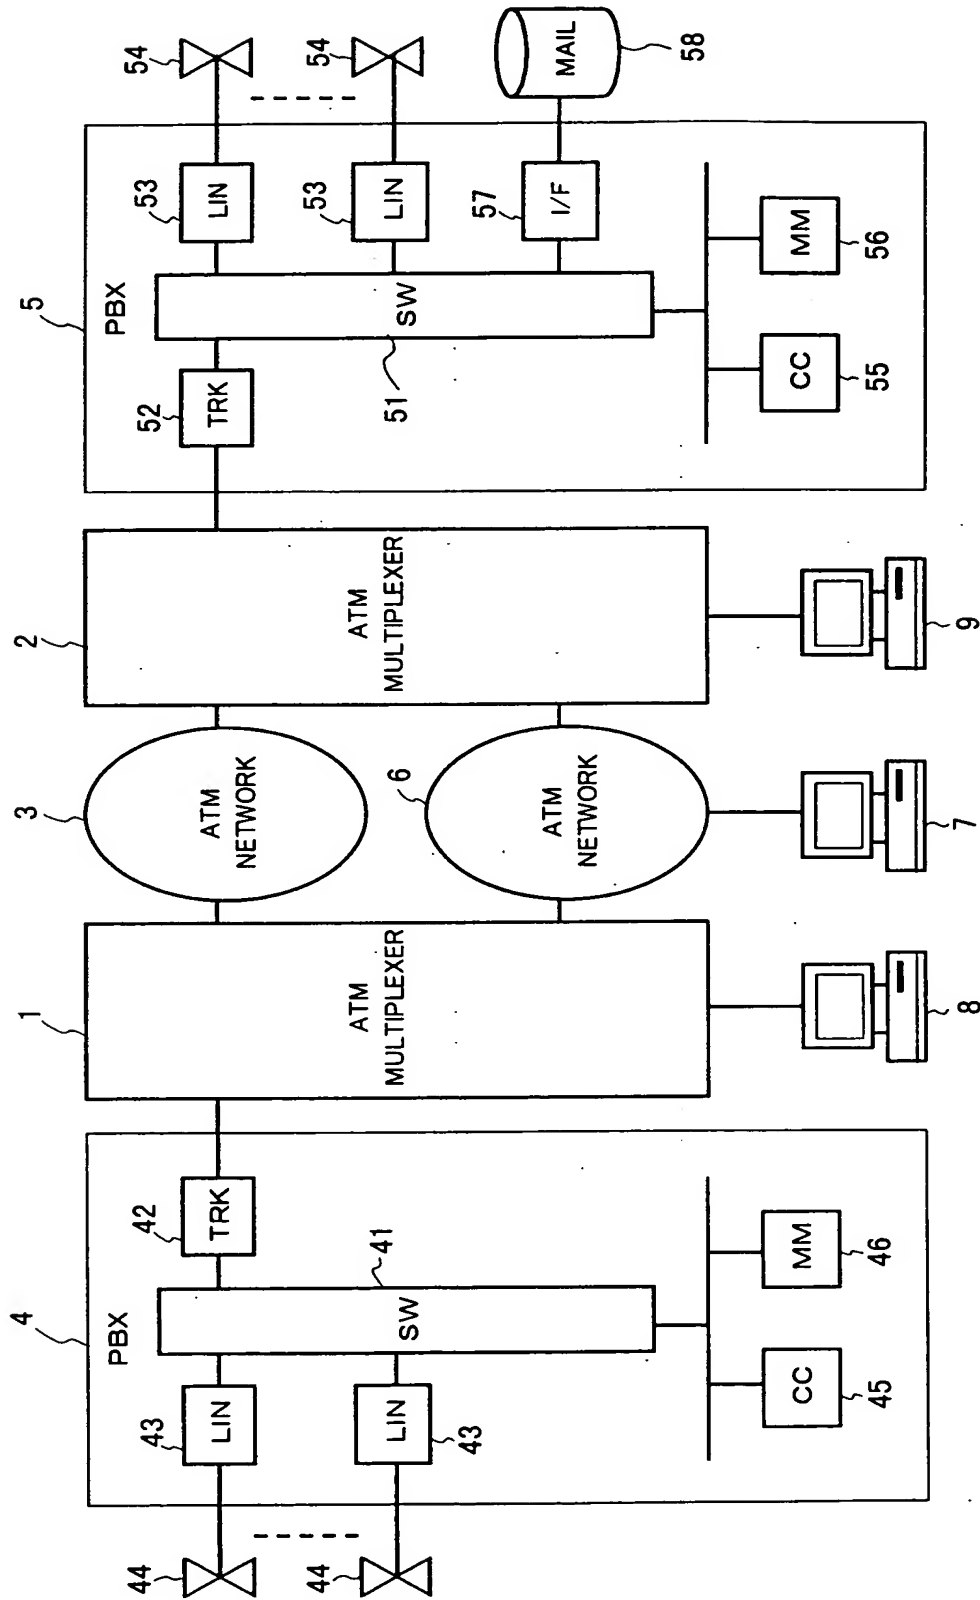 4
PBX
44
43
LIN
44
LIN
43
SW
41
42
TRK
CC
45
MM
46
1
ATM
MULTIPLEXER
8
3
ATM
NETWORK
6
ATM
NETWORK
7
2
ATM
MULTIPLEXER
9
5
PBX
52
TRK
51
SW
53
LIN
54
53
LIN
54
57
I/F
MAIL
58
CC
55
MM
56